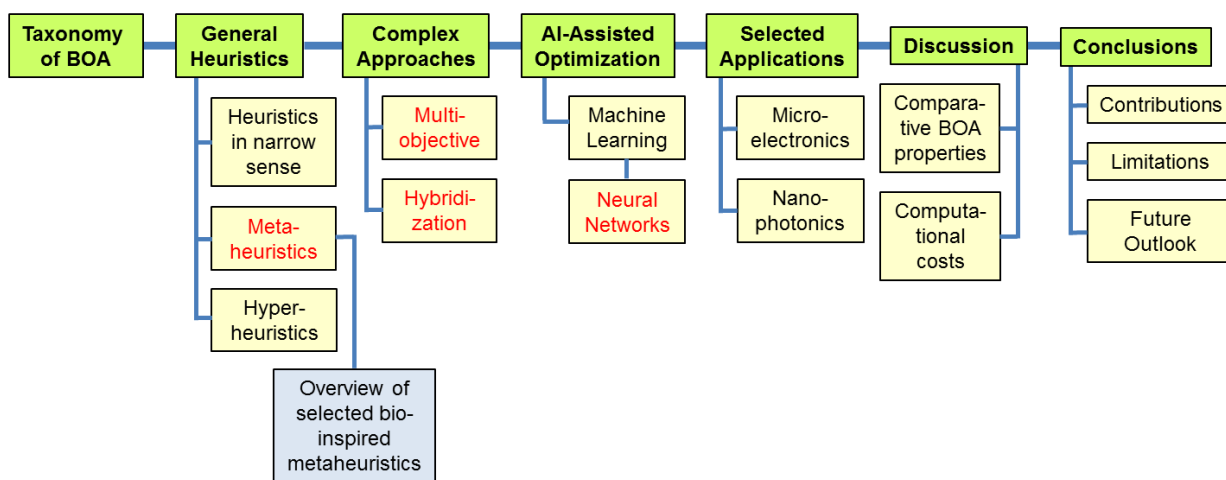 Taxonomy
of BOA
General
Heuristics
Complex
Approaches
AI-Assisted
Optimization
Selected
Applications
Discussion
Conclusions
Heuristics
in narrow
sense
Meta-
heuristics
Hyper-
heuristics
Overview of
selected bio-
inspired
metaheuristics
Multi-
objective
Hybridi-
zation
Machine
Learning
Neural
Networks
Micro-
electronics
Nano-
photonics
Compara-
tive BOA
properties
Computa-
tional
costs
Contributions
Limitations
Future
Outlook